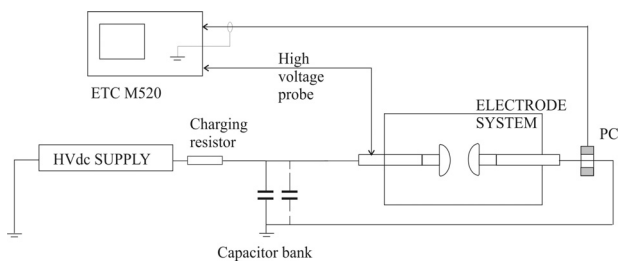 ETC M520
High
voltage
probe
ELECTRODE
SYSTEM
PC
Charging
resistor
HVdc SUPPLY
Capacitor bank